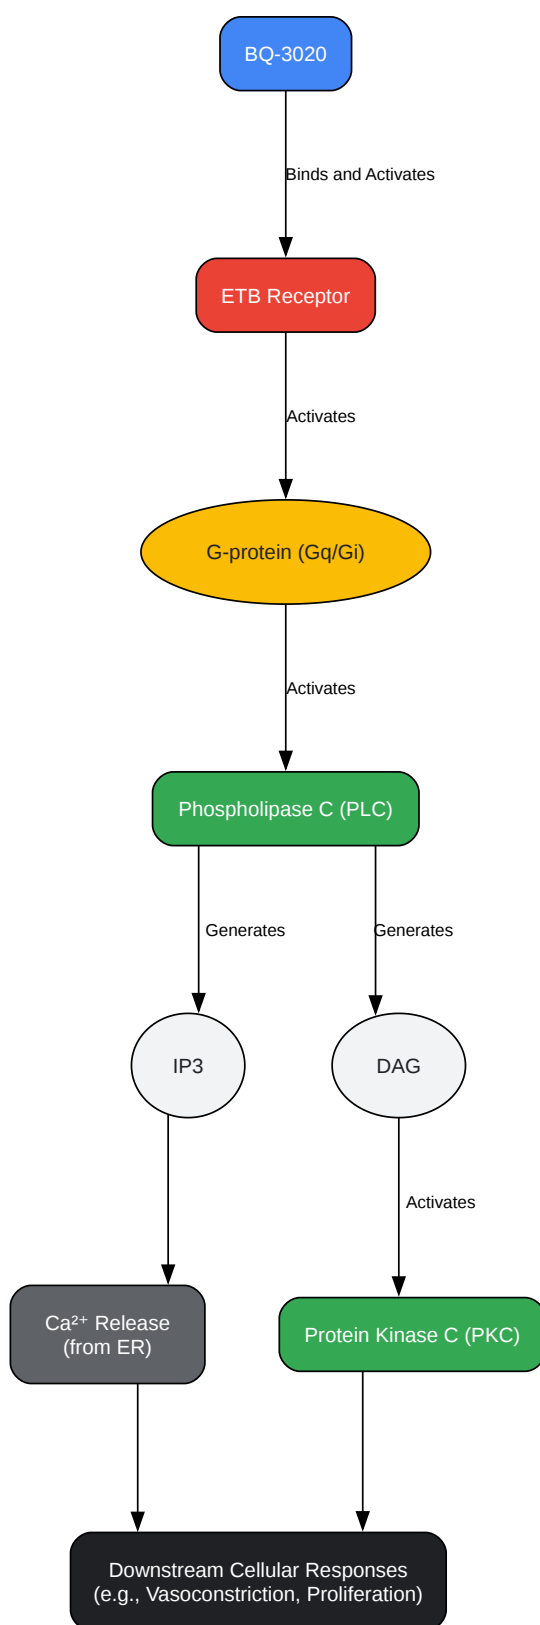 BQ-3020
Binds and Activates
ETB Receptor
Activates
G-protein (Gq/Gi)
Activates
Phospholipase C (PLC)
Generates
Generates
IP3
DAG
Activates
Ca²⁺ Release
(from ER)
Protein Kinase C (PKC)
Downstream Cellular Responses
(e.g., Vasoconstriction, Proliferation)